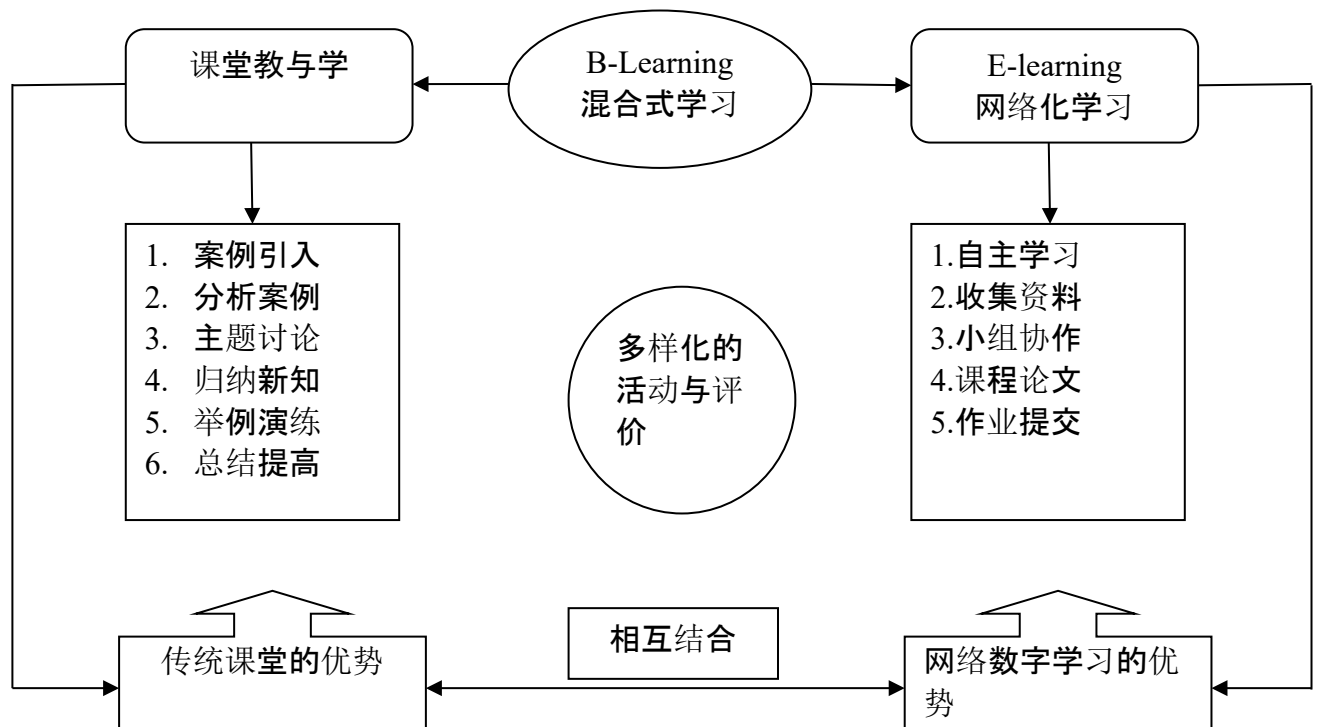 课堂教与学
B-Learning
混合式学习
E-learning
网络化学习
1. 案例引入
2. 分析案例
3. 主题讨论
4. 归纳新知
5. 举例演练
6. 总结提高
多样化的
活动与评
价
1.自主学习
2.收集资料
3.小组协作
4.课程论文
5.作业提交
传统课堂的优势
相互结合
网络数字学习的优
势